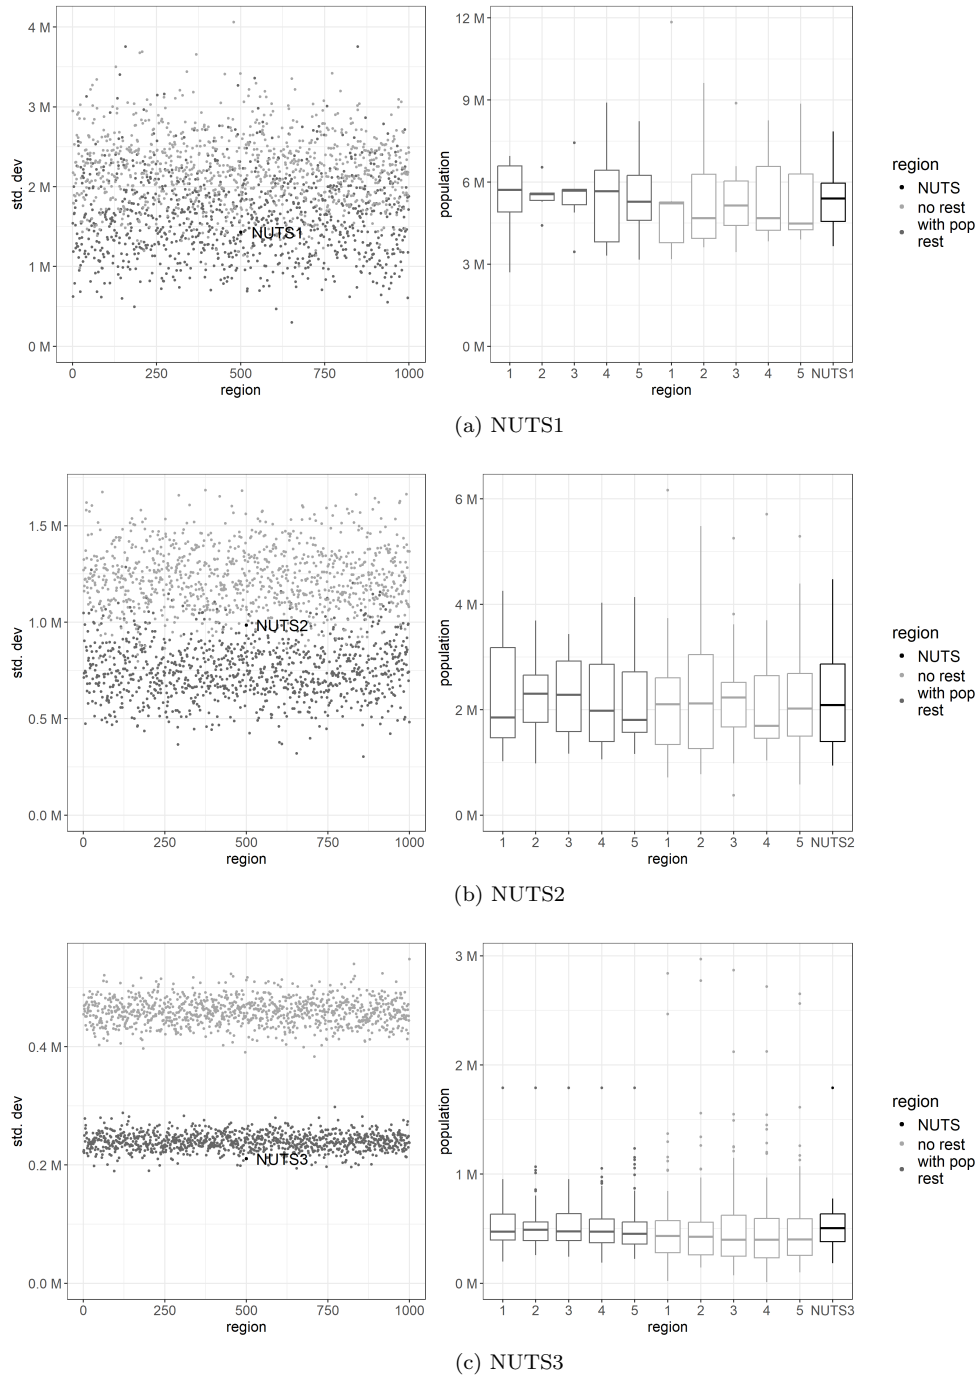 4 M
3 M
2 M
1 M
0 M
std. dev
NUTS1
0 250 500 750 1000
region
12 M
9 M
6 M
3 M
0 M
population
1 2 3 4 5 1 2 3 4 5 NUTS1
region
region
NUTS
no rest
with pop
rest
(a) NUTS1
1.5 M
1.0 M
0.5 M
0.0 M
std. dev
NUTS2
0 250 500 750 1000
region
6 M
4 M
2 M
0 M
population
1 2 3 4 5 1 2 3 4 5 NUTS2
region
region
NUTS
no rest
with pop
rest
(b) NUTS2
0.4 M
0.2 M
0.0 M
std. dev
NUTS3
0 250 500 750 1000
region
3 M
2 M
1 M
0 M
population
1 2 3 4 5 1 2 3 4 5 NUTS3
region
region
NUTS
no rest
with pop
rest
(c) NUTS3